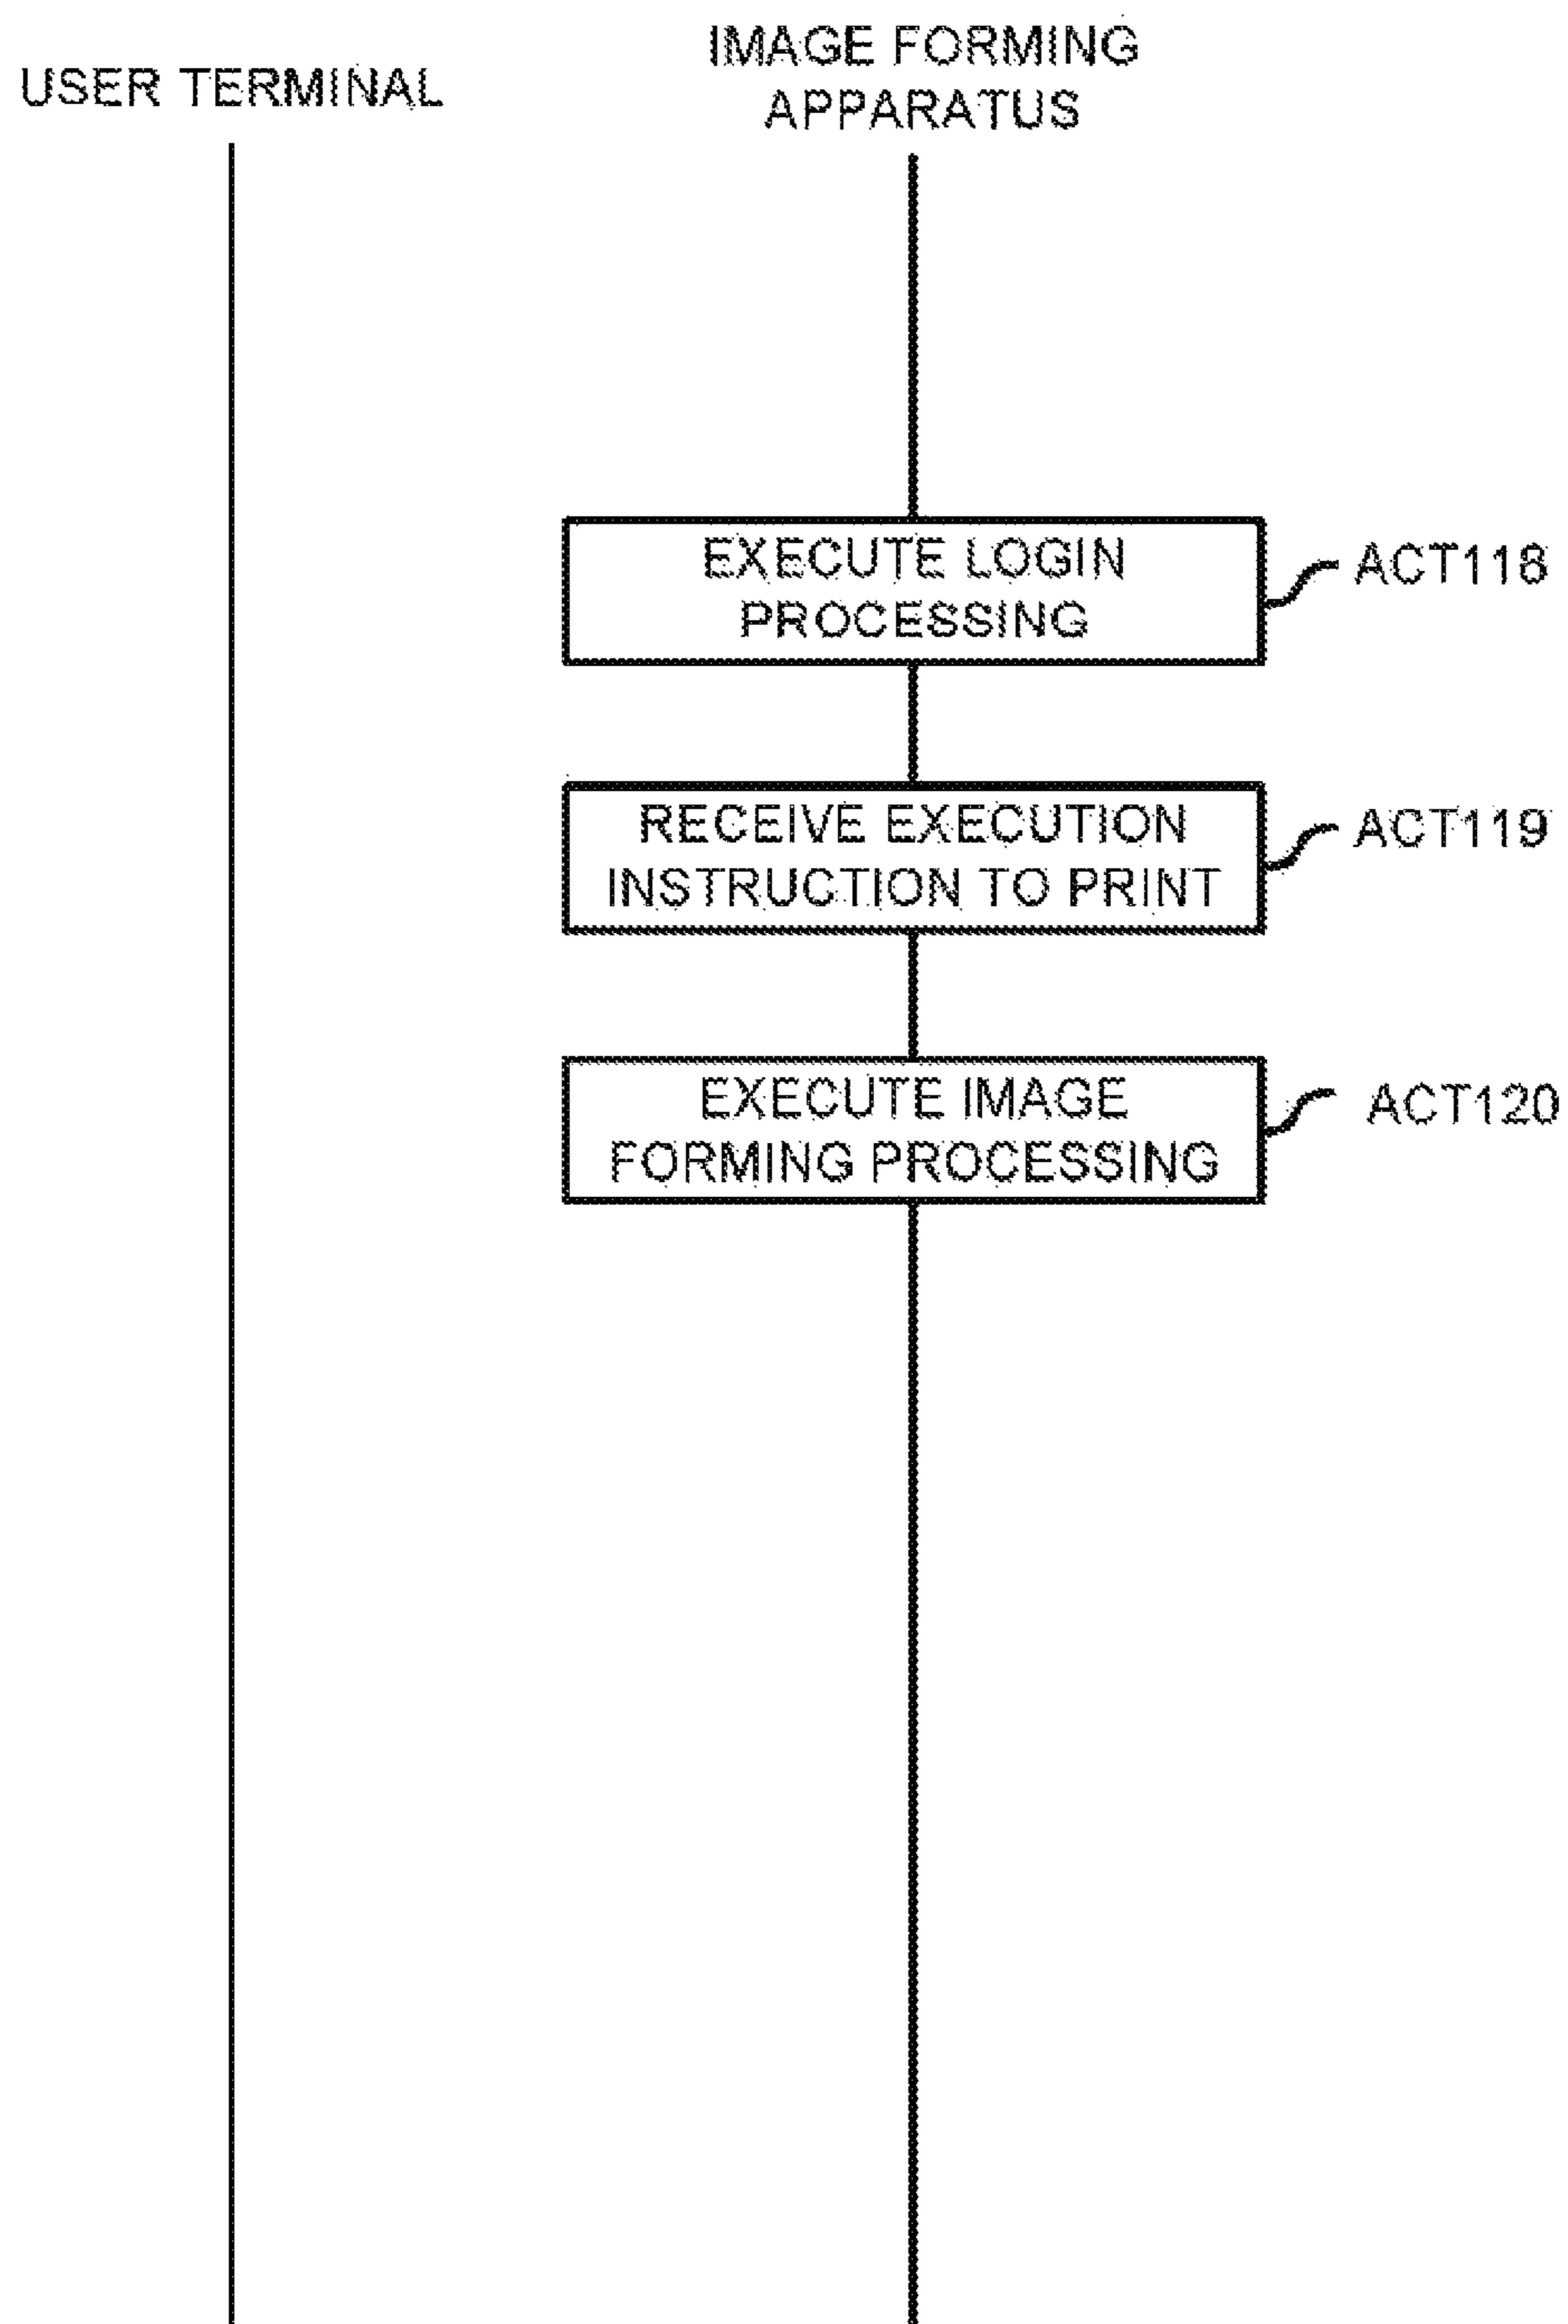 USER TERMINAL
IMAGE FORMING
APPARATUS
EXECUTE LOGIN
PROCESSING
ACT118
RECEIVE EXECUTION
INSTRUCTION TO PRINT
ACT119
EXECUTE IMAGE
FORMING PROCESSING
ACT120